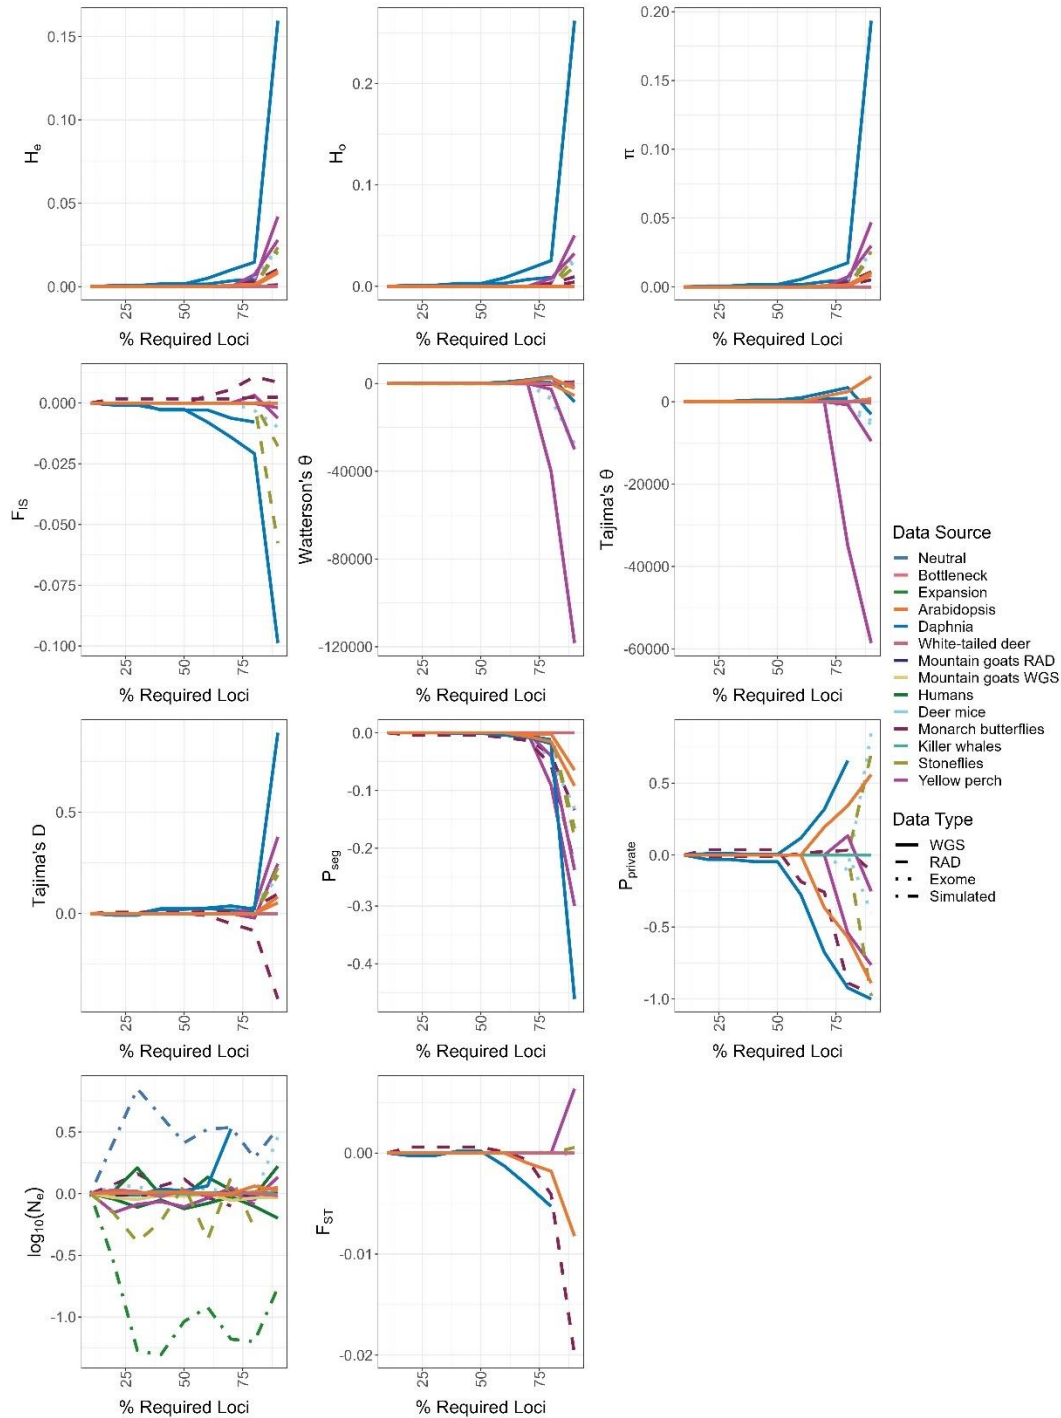 0.15
0.10
0.05
0.00
He
25
50
75
% Required Loci
0.2
0.1
0.0
Ho
25
50
75
% Required Loci
0.20
0.15
0.10
0.05
0.00
π
25
50
75
% Required Loci
0.000
-0.025
-0.050
-0.075
-0.100
FIS
25
50
75
% Required Loci
0
-40000
-80000
-120000
Watterson's θ
25
50
75
% Required Loci
0
-20000
-40000
-60000
Tajima's θ
25
50
75
% Required Loci
0.5
0.0
Tajima's D
25
50
75
% Required Loci
0.0
-0.1
-0.2
-0.3
-0.4
Pseg
25
50
75
% Required Loci
0.5
0.0
-0.5
-1.0
Pprivate
25
50
75
% Required Loci
0.5
0.0
-0.5
-1.0
log10(Ne)
25
50
75
% Required Loci
0.00
-0.01
-0.02
FST
25
50
75
% Required Loci
Data Source
Neutral
Bottleneck
Expansion
Arabidopsis
Daphnia
White-tailed deer
Mountain goats RAD
Mountain goats WGS
Humans
Deer mice
Monarch butterflies
Killer whales
Stoneflies
Yellow perch
Data Type
WGS
RAD
Exome
Simulated